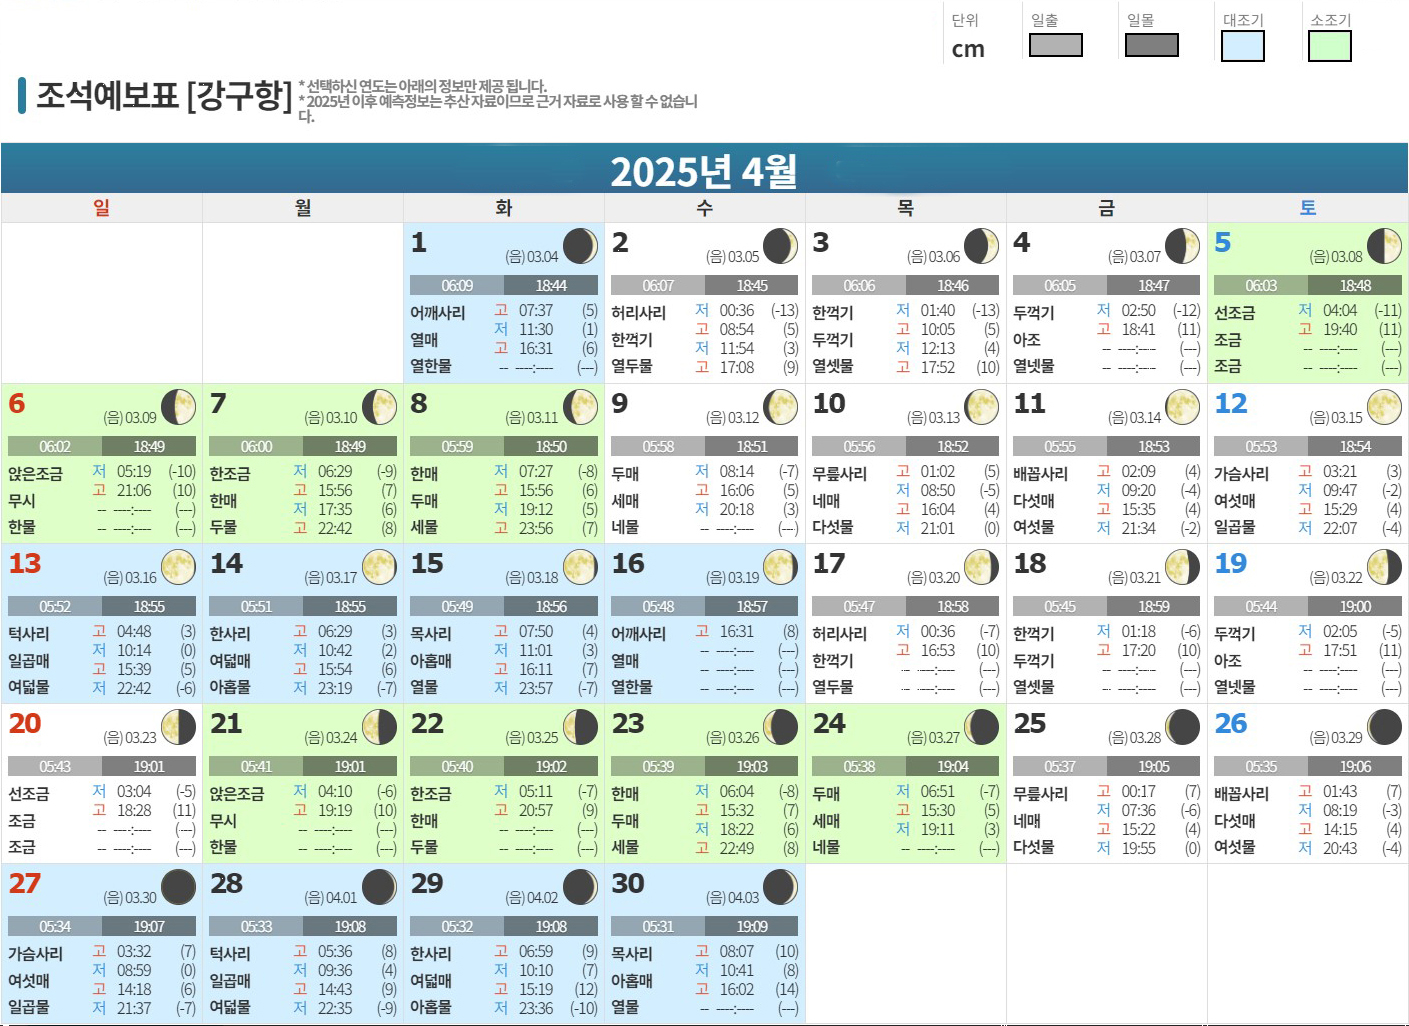 단위 일출 일몰 대조기 소조기
cm
조석예보표 [강구항]
* 선택하신 연도는 아래의 정보만 제공 됩니다.
* 2025년 이후 예측정보는 추산 자료이므로 근거 자료로 사용 할 수 없습니
다.
2025년 4월
일 월 화 수 목 금 토
1 (음) 03.04
06:09 18:44
어깨사리
열매
열한물
고 07:37 (5)
저 11:30 (1)
고 16:31 (6)
-- ----:---- (---)
2 (음) 03.05
06:07 18:45
허리사리
한꺽기
열두물
저 00:36 (-13)
고 08:54 (5)
저 11:54 (3)
고 17:08 (9)
3 (음) 03.06
06:06 18:46
한꺽기
두꺽기
열셋물
저 01:40 (-13)
고 10:05 (5)
저 12:13 (4)
고 17:52 (10)
4 (음) 03.07
06:05 18:47
두꺽기
아조
열넷물
저 02:50 (-12)
고 18:41 (11)
-- ----:---- (---)
-- ----:---- (---)
5 (음) 03.08
06:03 18:48
선조금
조금
조금
저 04:04 (-11)
고 19:40 (11)
-- ----:---- (---)
-- ----:---- (---)
6 (음) 03.09
06:02 18:49
앉은조금
무시
한물
저 05:19 (-10)
고 21:06 (10)
-- ----:---- (---)
-- ----:---- (---)
7 (음) 03.10
06:00 18:49
한조금
한매
두물
저 06:29 (-9)
고 15:56 (7)
저 17:35 (6)
고 22:42 (8)
8 (음) 03.11
05:59 18:50
한매
두매
세물
저 07:27 (-8)
고 15:56 (6)
저 19:12 (5)
고 23:56 (7)
9 (음) 03.12
05:58 18:51
두매
세매
네물
저 08:14 (-7)
고 16:06 (5)
저 20:18 (3)
-- ----:---- (---)
10 (음) 03.13
05:56 18:52
무릎사리
네매
다섯물
고 01:02 (5)
저 08:50 (-5)
고 16:04 (4)
저 21:01 (0)
11 (음) 03.14
05:55 18:53
배꼽사리
다섯매
여섯물
고 02:09 (4)
저 09:20 (-4)
고 15:35 (4)
저 21:34 (-2)
12 (음) 03.15
05:53 18:54
가슴사리
여섯매
일곱물
고 03:21 (3)
저 09:47 (-2)
고 15:29 (4)
저 22:07 (-4)
13 (음) 03.16
05:52 18:55
턱사리
일곱매
여덟물
고 04:48 (3)
저 10:14 (0)
고 15:39 (5)
저 22:42 (-6)
14 (음) 03.17
05:51 18:55
한사리
여덟매
아홉물
고 06:29 (3)
저 10:42 (2)
고 15:54 (6)
저 23:19 (-7)
15 (음) 03.18
05:49 18:56
목사리
아홉매
열물
고 07:50 (4)
저 11:01 (3)
고 16:11 (7)
저 23:57 (-7)
16 (음) 03.19
05:48 18:57
어깨사리
열매
열한물
고 16:31 (8)
-- ----:---- (---)
-- ----:---- (---)
-- ----:---- (---)
17 (음) 03.20
05:47 18:58
허리사리
한꺽기
열두물
저 00:36 (-7)
고 16:53 (10)
-- ----:---- (---)
-- ----:---- (---)
18 (음) 03.21
05:45 18:59
한꺽기
두꺽기
열셋물
저 01:18 (-6)
고 17:20 (10)
-- ----:---- (---)
-- ----:---- (---)
19 (음) 03.22
05:44 19:00
두꺽기
아조
열넷물
저 02:05 (-5)
고 17:51 (11)
-- ----:---- (---)
-- ----:---- (---)
20 (음) 03.23
05:43 19:01
선조금
조금
조금
저 03:04 (-5)
고 18:28 (11)
-- ----:---- (---)
-- ----:---- (---)
21 (음) 03.24
05:41 19:01
앉은조금
무시
한물
저 04:10 (-6)
고 19:19 (10)
-- ----:---- (---)
-- ----:---- (---)
22 (음) 03.25
05:40 19:02
한조금
한매
두물
저 05:11 (-7)
고 20:57 (9)
-- ----:---- (---)
-- ----:---- (---)
23 (음) 03.26
05:39 19:03
한매
두매
세물
저 06:04 (-8)
고 15:32 (7)
저 18:22 (6)
고 22:49 (8)
24 (음) 03.27
05:38 19:04
두매
세매
네물
저 06:51 (-7)
고 15:30 (5)
저 19:11 (3)
-- ----:---- (---)
25 (음) 03.28
05:37 19:05
무릎사리
네매
다섯물
고 00:17 (7)
저 07:36 (-6)
고 15:22 (4)
저 19:55 (0)
26 (음) 03.29
05:35 19:06
배꼽사리
다섯매
여섯물
고 01:43 (7)
저 08:19 (-3)
고 14:15 (4)
저 20:43 (-4)
27 (음) 03.30
05:34 19:07
가슴사리
여섯매
일곱물
고 03:32 (7)
저 08:59 (0)
고 14:18 (6)
저 21:37 (-7)
28 (음) 04.01
05:33 19:08
턱사리
일곱매
여덟물
고 05:36 (8)
저 09:36 (4)
고 14:43 (9)
저 22:35 (-9)
29 (음) 04.02
05:32 19:08
한사리
여덟매
아홉물
고 06:59 (9)
저 10:10 (7)
고 15:19 (12)
저 23:36 (-10)
30 (음) 04.03
05:31 19:09
목사리
아홉매
열물
고 08:07 (10)
저 10:41 (8)
고 16:02 (14)
-- ----:---- (---)